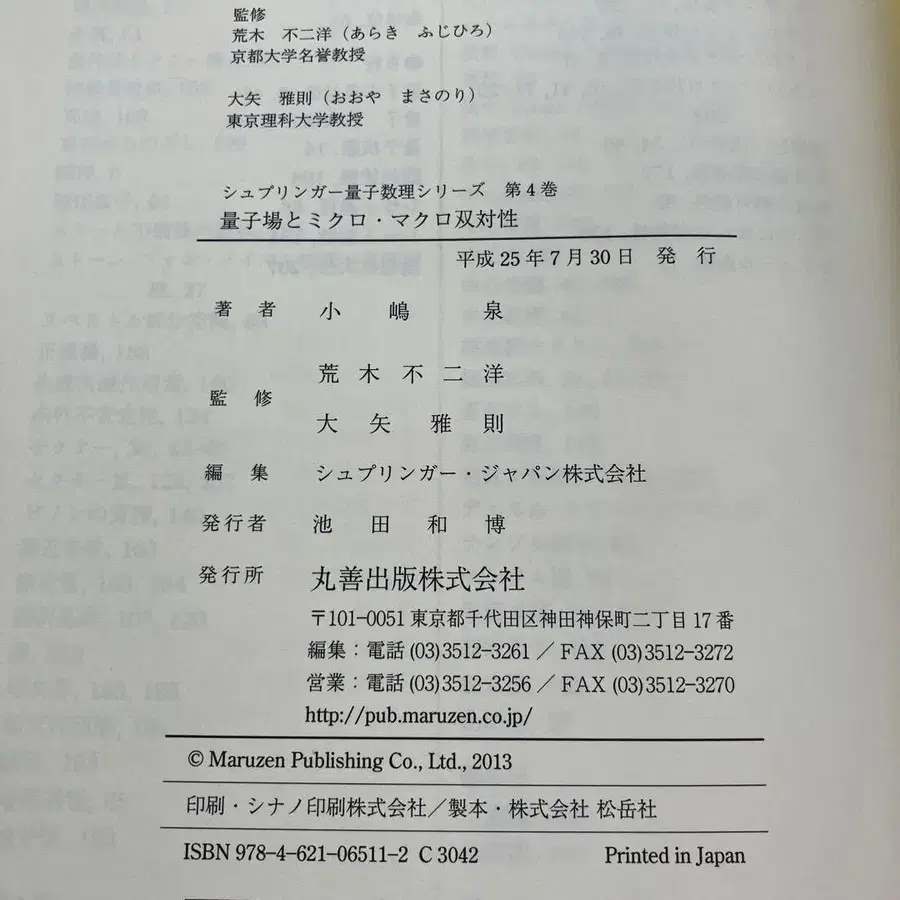 監修
荒木 不二洋（あらき ふじひろ）
京都大学名誉教授
大矢 雅則（おおや まさのり）
東京理科大学教授
シュプリンガー量子数理シリーズ 第4巻
量子場とミクロ・マクロ双対性
平成25年7月30日 発行
著者 小嶋 泉
監修 荒木不二洋
大矢雅則
編集 シュプリンガー・ジャパン株式会社
発行者 池田和博
発行所 丸善出版株式会社
〒101-0051 東京都千代田区神田神保町二丁目17番
編集：電話(03)3512-3261／FAX(03)3512-3272
営業：電話(03)3512-3256／FAX(03)3512-3270
http://pub.maruzen.co.jp/
© Maruzen Publishing Co., Ltd., 2013
印刷・シナノ印刷株式会社／製本・株式会社 松岳社
ISBN 978-4-621-06511-2 C 3042 Printed in Japan